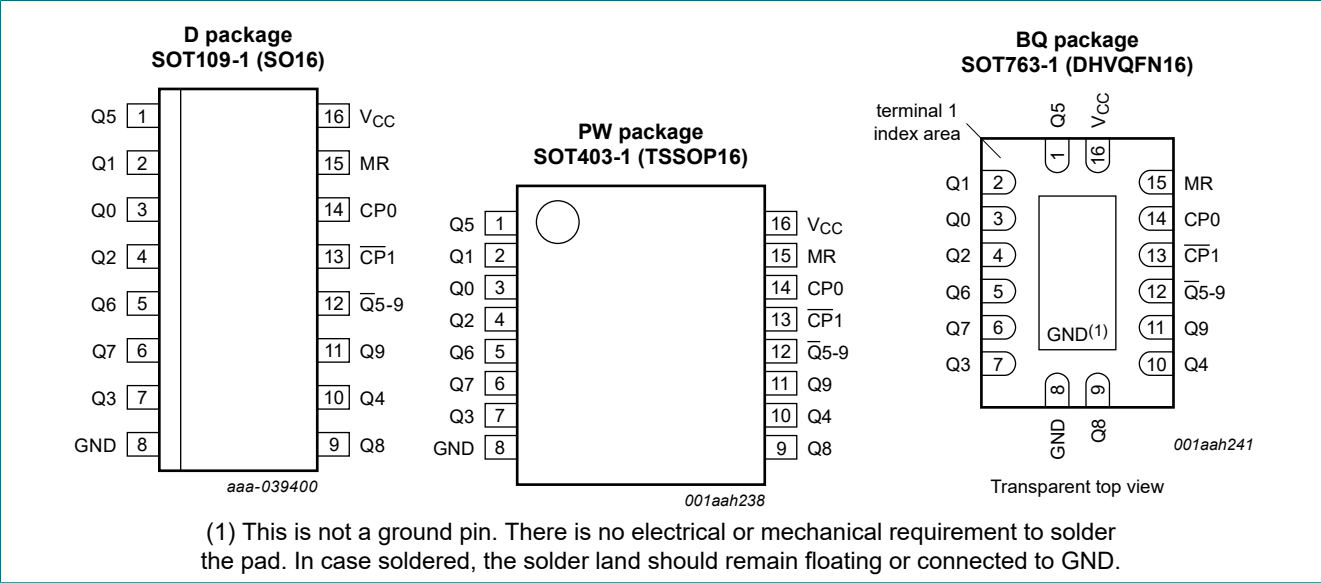 D package
SOT109-1 (SO16)
Q5 1
16 VCC
Q1 2
15 MR
Q0 3
14 CP0
Q2 4
13 C̅P̅1
Q6 5
12 Q̅5-9
Q7 6
11 Q9
Q3 7
10 Q4
GND 8
9 Q8
aaa-039400
PW package
SOT403-1 (TSSOP16)
Q5 1
16 VCC
Q1 2
15 MR
Q0 3
14 CP0
Q2 4
13 C̅P̅1
Q6 5
12 Q̅5-9
Q7 6
11 Q9
Q3 7
10 Q4
GND 8
9 Q8
001aah238
BQ package
SOT763-1 (DHVQFN16)
terminal 1
index area
Q5
VCC
1
16
Q1 2
15 MR
Q0 3
14 CP0
Q2 4
13 C̅P̅1
Q6 5
12 Q̅5-9
Q7 6
GND(1)
11 Q9
Q3 7
10 Q4
8
9
GND
Q8
001aah241
Transparent top view
(1) This is not a ground pin. There is no electrical or mechanical requirement to solder
the pad. In case soldered, the solder land should remain floating or connected to GND.